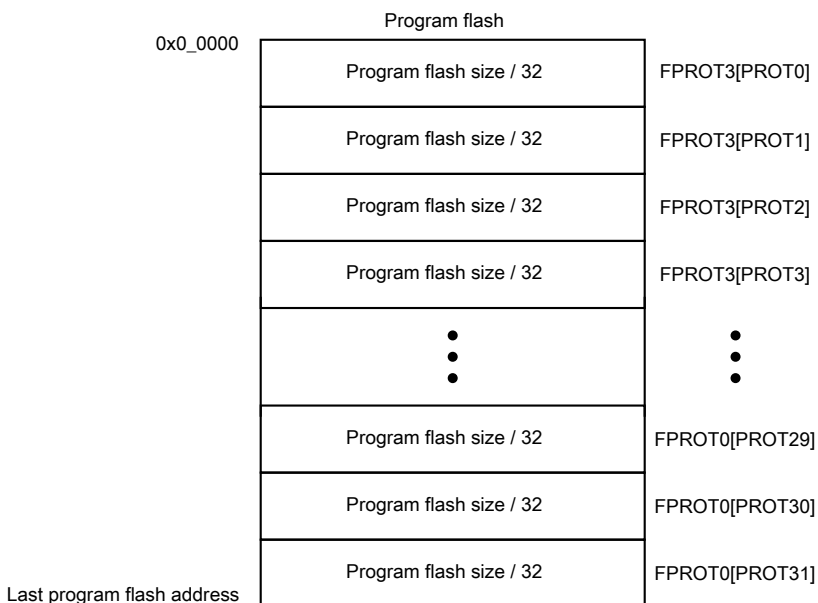 Program flash
0x0_0000
Program flash size / 32 FPROT3[PROT0]
Program flash size / 32 FPROT3[PROT1]
Program flash size / 32 FPROT3[PROT2]
Program flash size / 32 FPROT3[PROT3]
Program flash size / 32 FPROT0[PROT29]
Program flash size / 32 FPROT0[PROT30]
Program flash size / 32 FPROT0[PROT31]
Last program flash address